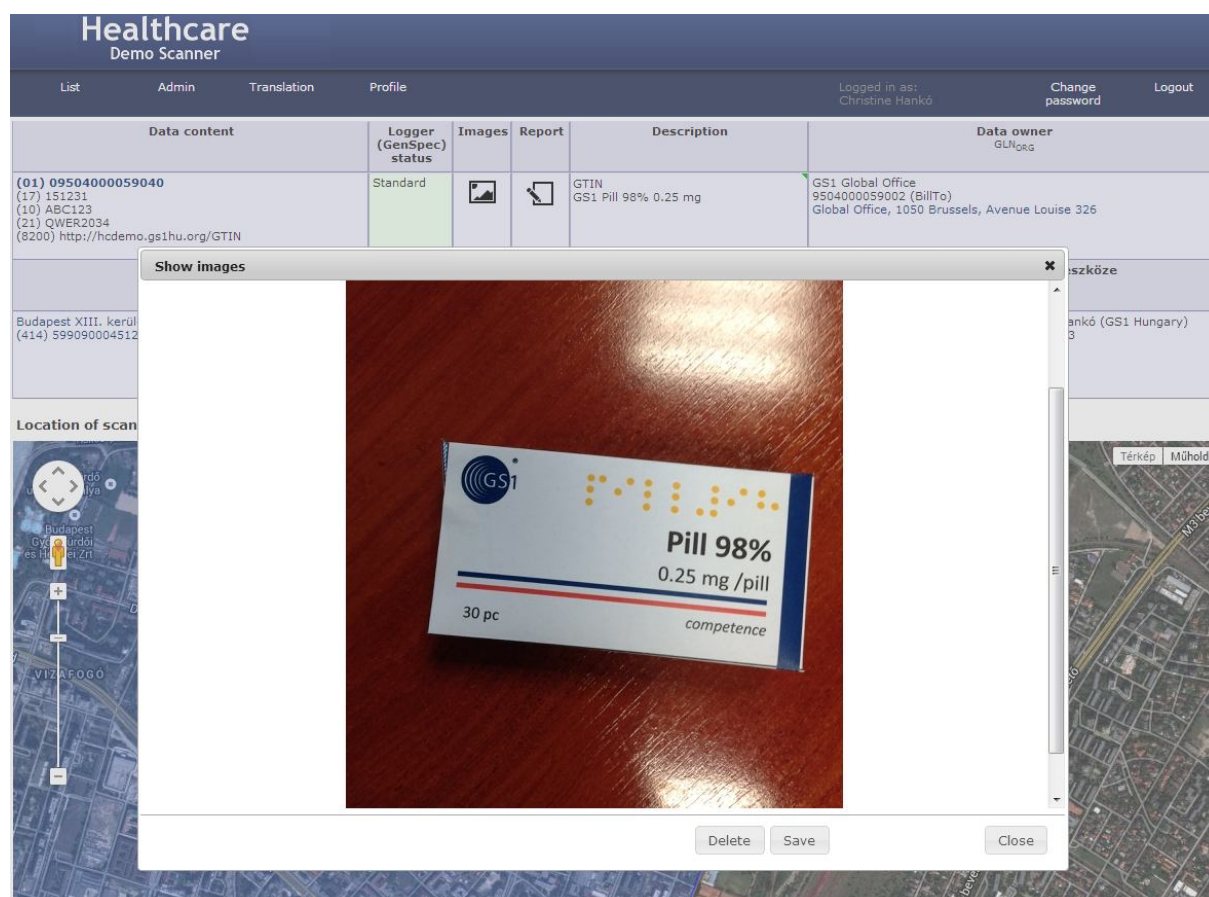 Healthcare
Demo Scanner
List Admin Translation Profile Logged in as: Christine Hankó Change password Logout
Data content Logger (GenSpec) status Images Report Description Data owner GLNORG
(01) 09504000059040
(17) 151231
(10) ABC123
(21) QWER2034
(8200) http://hcdemo.gs1hu.org/GTIN
Standard
GTIN
GS1 Pill 98% 0.25 mg
GS1 Global Office
9504000059002 (BillTo)
Global Office, 1050 Brussels, Avenue Louise 326
Show images
eszköze
Budapest XIII. kerül
(414) 599090004512
ankó (GS1 Hungary)
3
Location of scan
GS1
Pill 98%
0.25 mg /pill
30 pc
competence
Térkép Műhold
Budapest
VIZAFOGÓ
Delete Save Close